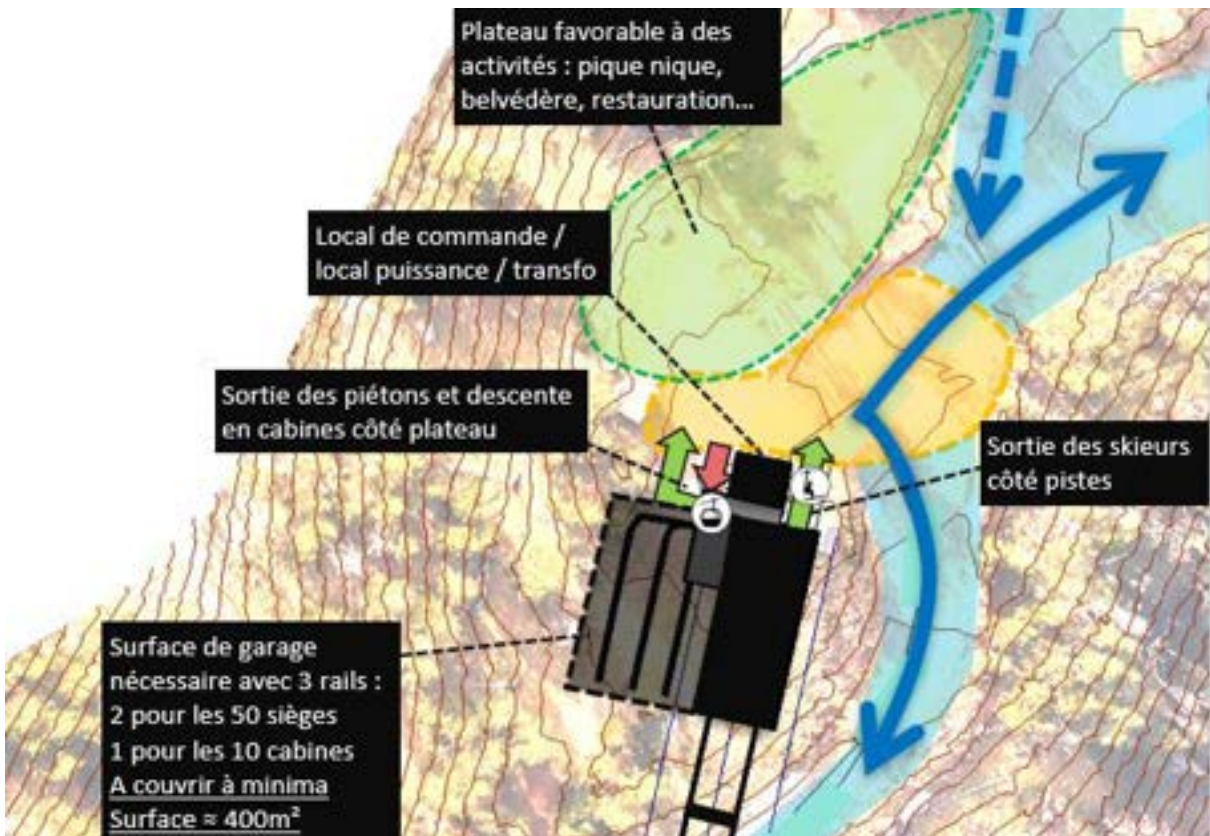 Plateau favorable à des
activités : pique nique,
belvédère, restauration...
Local de commande /
local puissance / transfo
Sortie des piétons et descente
en cabines côté plateau
Sortie des skieurs
côté pistes
Surface de garage
nécessaire avec 3 rails :
2 pour les 50 sièges
1 pour les 10 cabines
A couvrir à minima
Surface ≈ 400m²